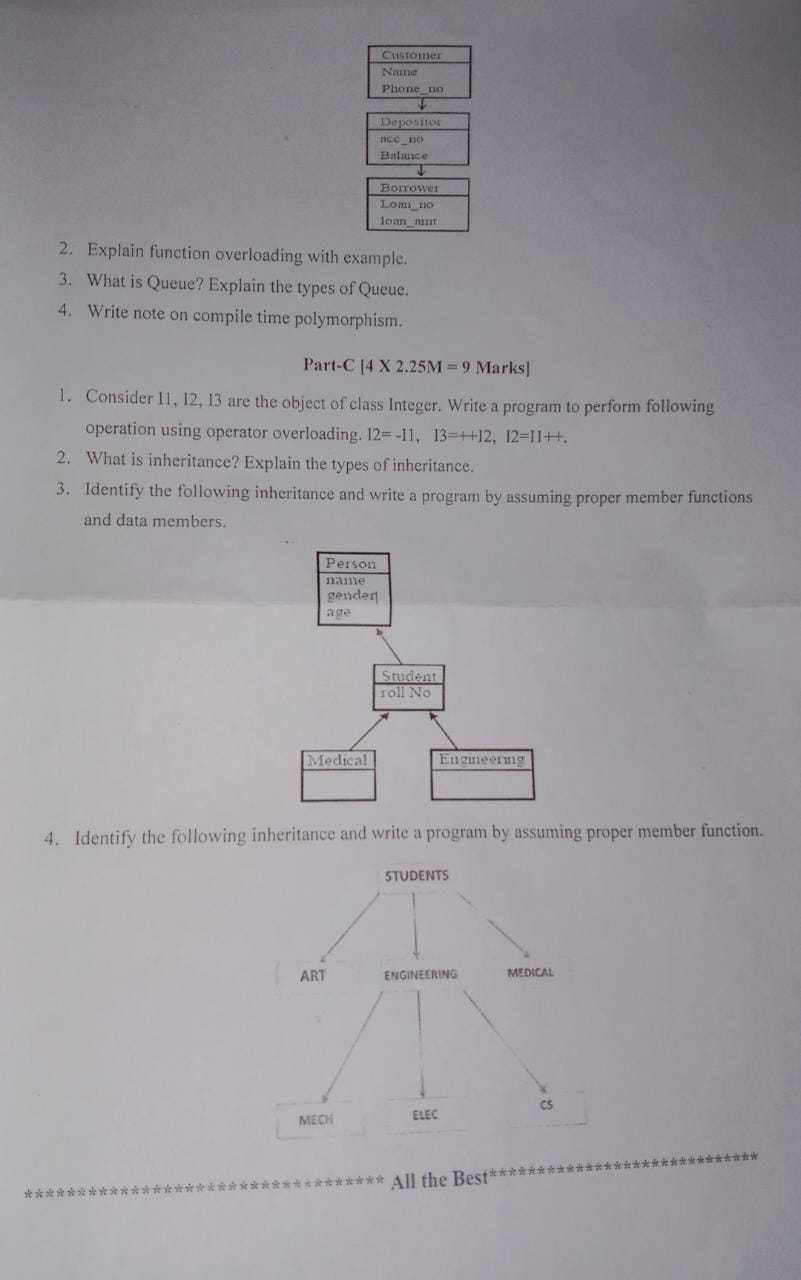 Customer
Name
Phone_no
Depositor
acc_no
Balance
Borrower
Loan_no
loan_amt
2. Explain function overloading with example.
3. What is Queue? Explain the types of Queue.
4. Write note on compile time polymorphism.
Part-C [4 X 2.25M = 9 Marks]
1. Consider I1, I2, I3 are the object of class Integer. Write a program to perform following
operation using operator overloading. I2= -I1, I3=++I2, I2=I1++.
2. What is inheritance? Explain the types of inheritance.
3. Identify the following inheritance and write a program by assuming proper member functions
and data members.
Person
name
gender
age
Student
roll No
Medical Engineering
4. Identify the following inheritance and write a program by assuming proper member function.
STUDENTS
ART ENGINEERING MEDICAL
MECH ELEC CS
********************************* All the Best****************************